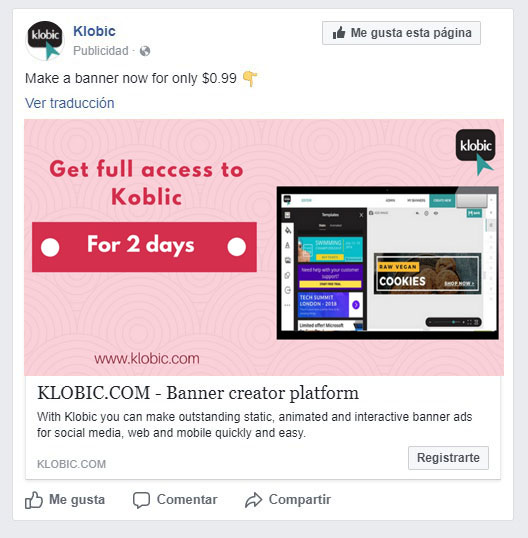 klobic
Klobic
Publicidad ·
Me gusta esta página
Make a banner now for only $0.99 👇
Ver traducción
klobic
Get full access to
Koblic
For 2 days
www.klobic.com
Templates
SWIMMING
Need help with your customer support?
TECH SUMMIT
LONDON - 2018
Limited offer! Microsoft
RAW VEGAN
COOKIES
SHOP NOW >
KLOBIC.COM - Banner creator platform
With Klobic you can make outstanding static, animated and interactive banner ads
for social media, web and mobile quickly and easy.
KLOBIC.COM
Registrarte
Me gusta
Comentar
Compartir